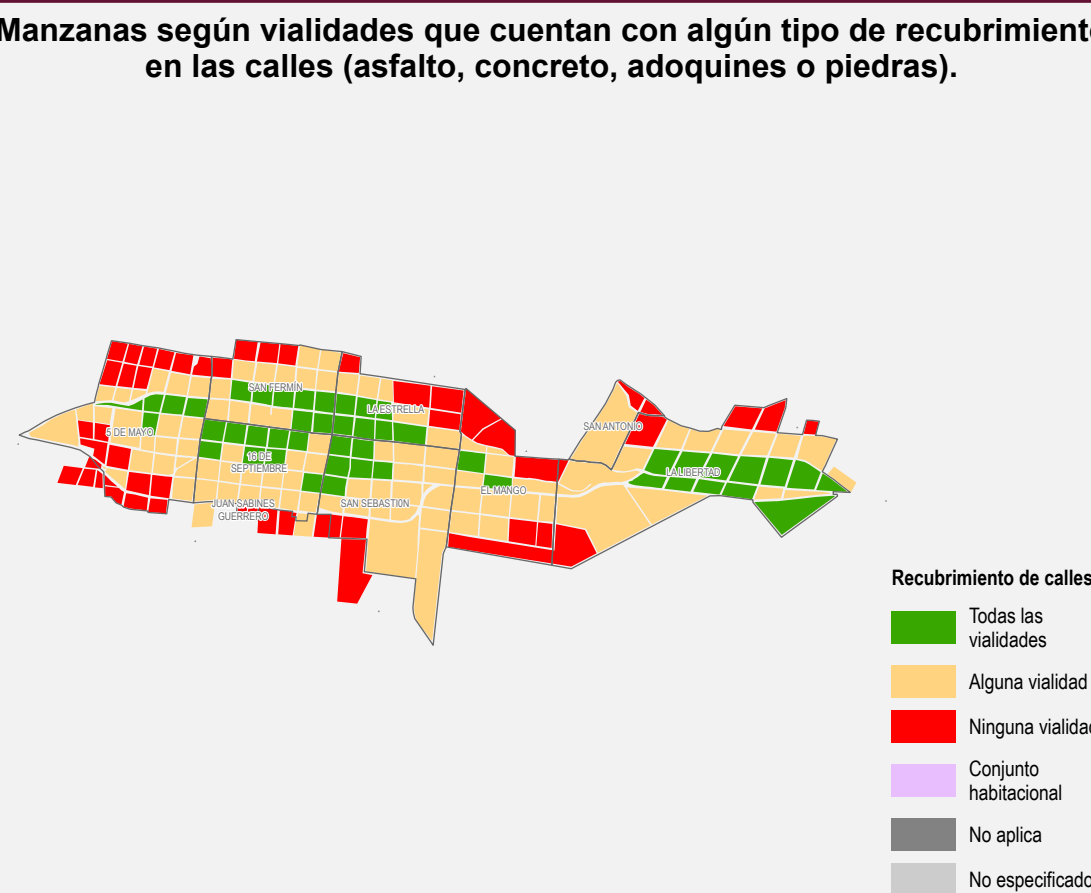 Manzanas según vialidades que cuentan con algún tipo de recubrimiento
en las calles (asfalto, concreto, adoquines o piedras).
SAN FERMÍN
LA ESTRELLA
5 DE MAYO
SAN ANTONIO
16 DE
SEPTIEMBRE
LA LIBERTAD
EL MANGO
JUAN SABINES
GUERRERO
SAN SEBASTI0N
Recubrimiento de calles
Todas las
vialidades
Alguna vialidad
Ninguna vialidad
Conjunto
habitacional
No aplica
No especificado